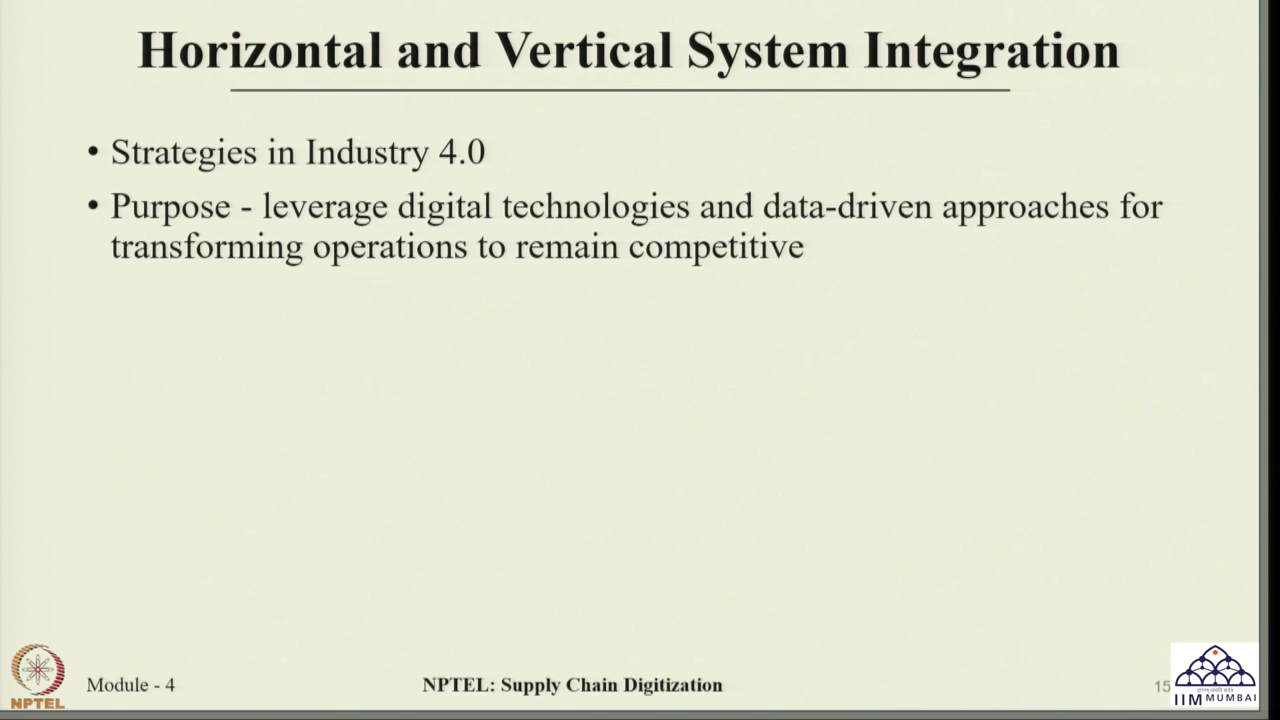 Horizontal and Vertical System Integration
• Strategies in Industry 4.0
• Purpose - leverage digital technologies and data-driven approaches for
transforming operations to remain competitive
NPTEL
Module - 4
NPTEL: Supply Chain Digitization
15
IIM MUMBAI